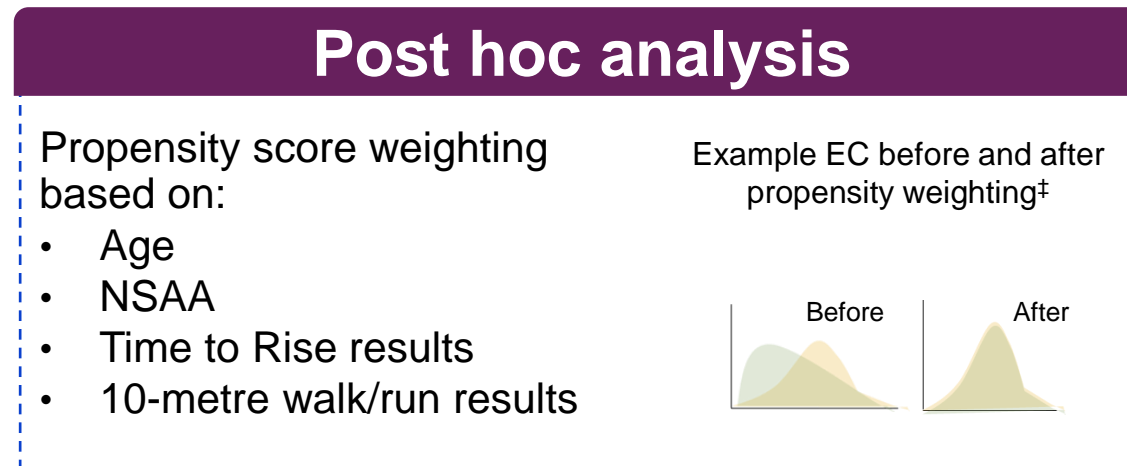 Post hoc analysis
Propensity score weighting
based on:
• Age
• NSAA
• Time to Rise results
• 10-metre walk/run results
Example EC before and after
propensity weighting‡
Before
After